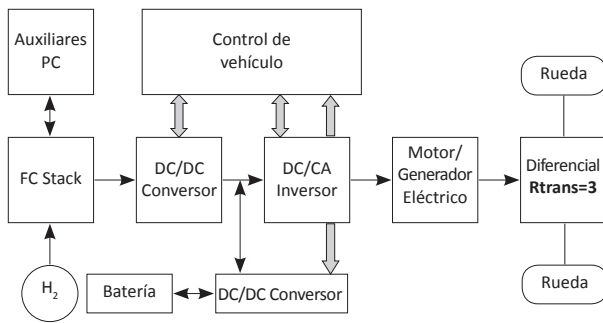 Auxiliares
PC
Control de
vehículo
Rueda
FC Stack
DC/DC
Conversor
DC/CA
Inversor
Motor/
Generador
Eléctrico
Diferencial
Rtrans=3
H₂
Batería
DC/DC Conversor
Rueda